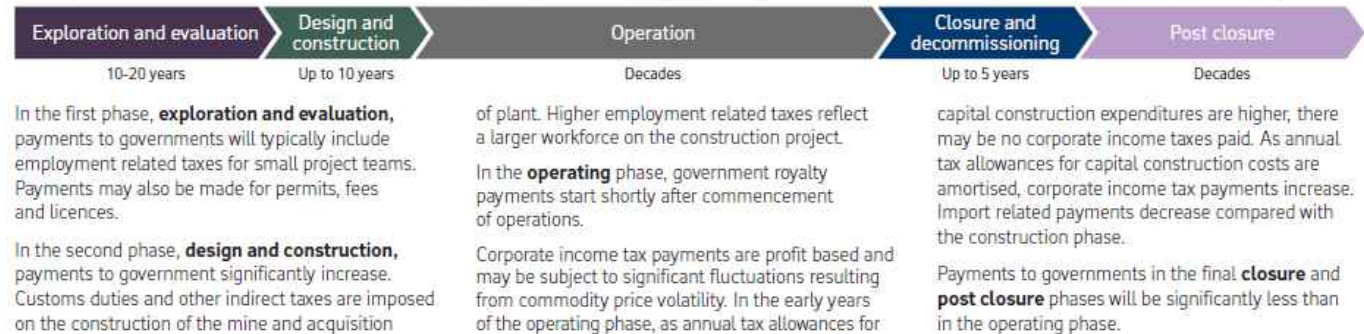 Exploration and evaluation
Design and
construction
Operation
Closure and
decommissioning
Post closure
10-20 years
Up to 10 years
Decades
Up to 5 years
Decades
In the first phase, exploration and evaluation,
payments to governments will typically include
employment related taxes for small project teams.
Payments may also be made for permits, fees
and licences.
In the second phase, design and construction,
payments to government significantly increase.
Customs duties and other indirect taxes are imposed
on the construction of the mine and acquisition
of plant. Higher employment related taxes reflect
a larger workforce on the construction project.
In the operating phase, government royalty
payments start shortly after commencement
of operations.
Corporate income tax payments are profit based and
may be subject to significant fluctuations resulting
from commodity price volatility. In the early years
of the operating phase, as annual tax allowances for
capital construction expenditures are higher, there
may be no corporate income taxes paid. As annual
tax allowances for capital construction costs are
amortised, corporate income tax payments increase.
Import related payments decrease compared with
the construction phase.
Payments to governments in the final closure and
post closure phases will be significantly less than
in the operating phase.